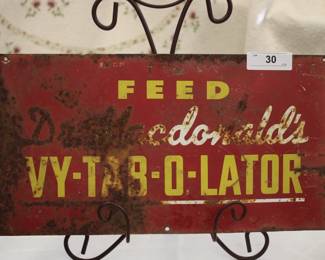 30
FEED
Dr. MacDonald's
VY-TAB-O-LATOR